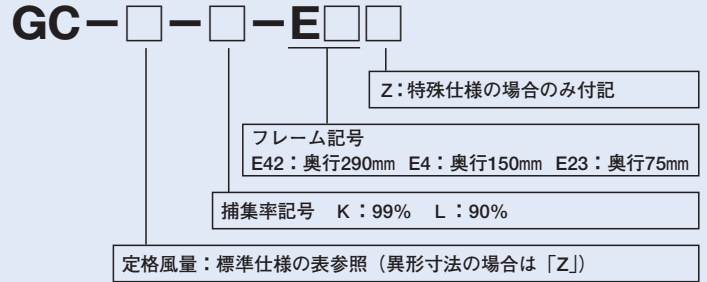 GC－□－□－E□□
Z：特殊仕様の場合のみ付記
フレーム記号
E42：奥行290mm E4：奥行150mm E23：奥行75mm
捕集率記号 K：99% L：90%
定格風量：標準仕様の表参照（異形寸法の場合は「Z」）